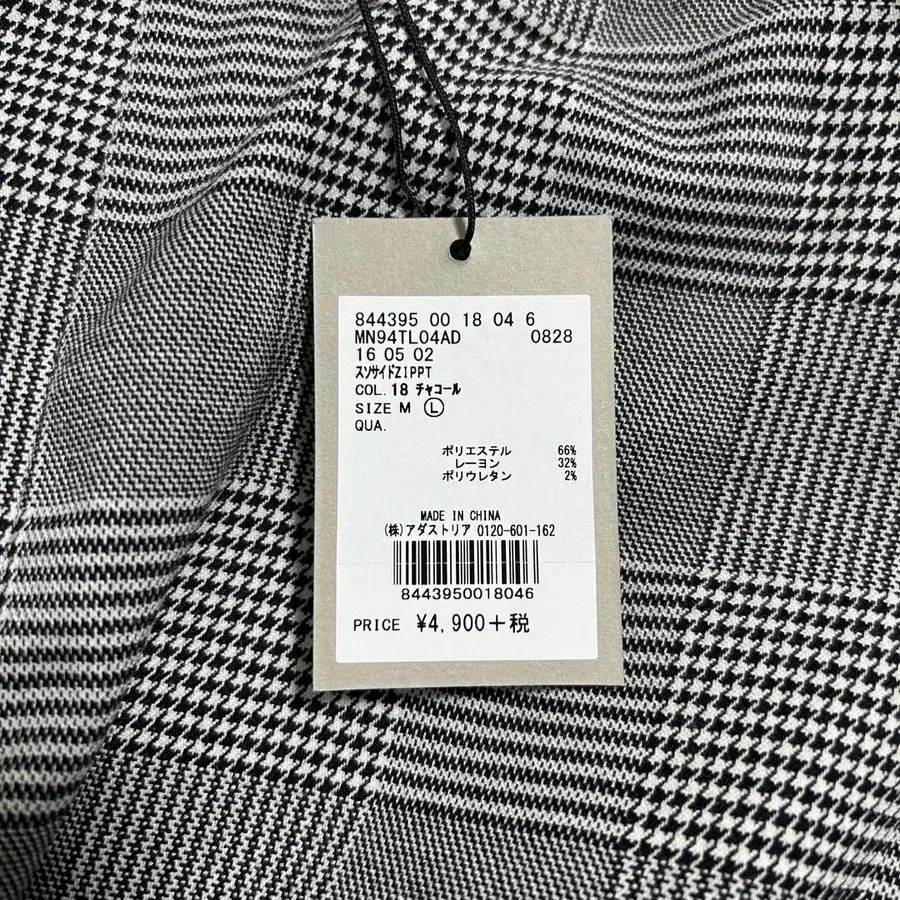 844395 00 18 04 6
MN94TL04AD 0828
16 05 02
ｽｿｻｲﾄﾞZIPPT
COL.18 ﾁｬｺｰﾙ
SIZE M Ⓛ
QUA.
ポリエステル 66%
レーヨン 32%
ポリウレタン 2%
MADE IN CHINA
(株)アダストリア 0120-601-162
8443950018046
PRICE ¥4,900+税